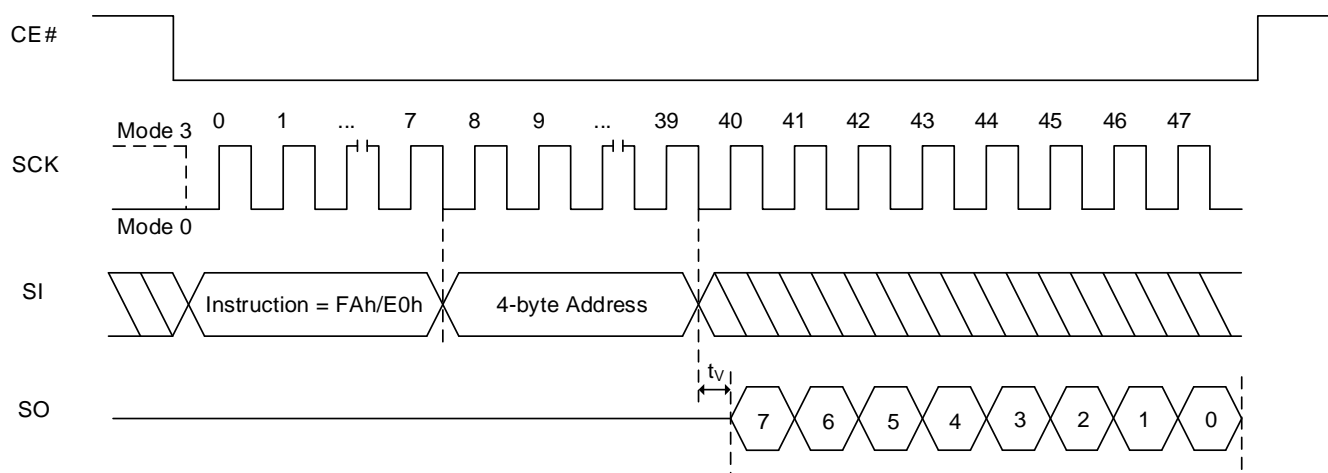 CE#
Mode 3 0 1 ... 7 8 9 ... 39 40 41 42 43 44 45 46 47
SCK
Mode 0
SI Instruction = FAh/E0h 4-byte Address
tV
SO 7 6 5 4 3 2 1 0